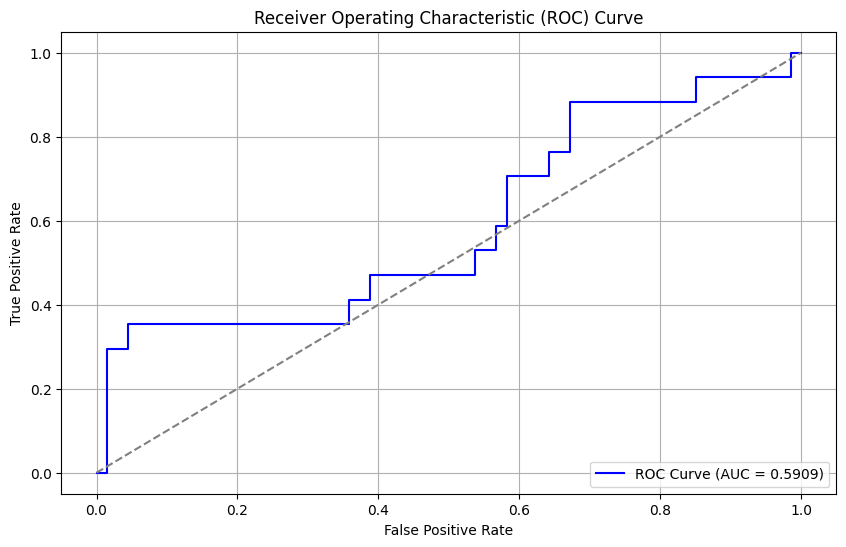 Receiver Operating Characteristic (ROC) Curve
True Positive Rate
1.0
0.8
0.6
0.4
0.2
0.0
ROC Curve (AUC = 0.5909)
0.0 0.2 0.4 0.6 0.8 1.0
False Positive Rate